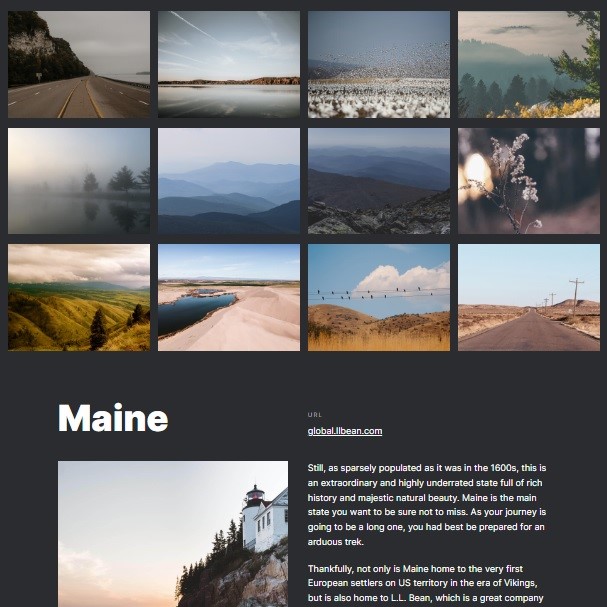 Maine
URL
global.llbean.com
Still, as sparsely populated as it was in the 1600s, this is
an extraordinary and highly underrated state full of rich
history and majestic natural beauty. Maine is the main
state you want to be sure not to miss. As your journey is
going to be a long one, you had best be prepared for an
arduous trek.
Thankfully, not only is Maine home to the very first
European settlers on US territory in the era of Vikings,
but is also home to L.L. Bean, which is a great company